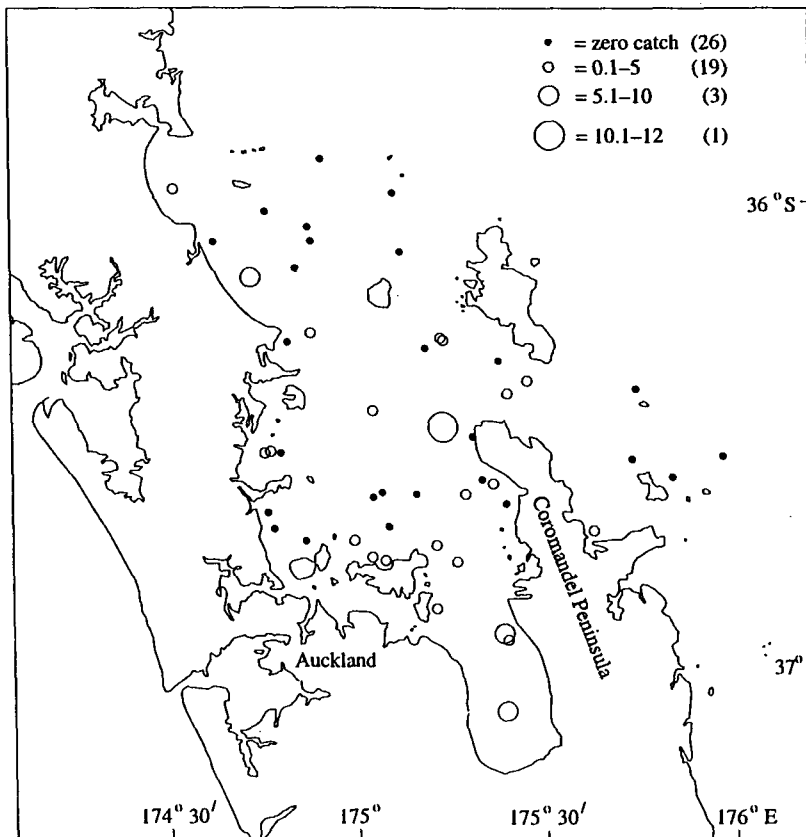 = zero catch (26)
= 0.1–5 (19)
= 5.1–10 (3)
= 10.1–12 (1)
36° S
Coromandel Peninsula
Auckland
37°
174° 30' 175° 175° 30' 176° E